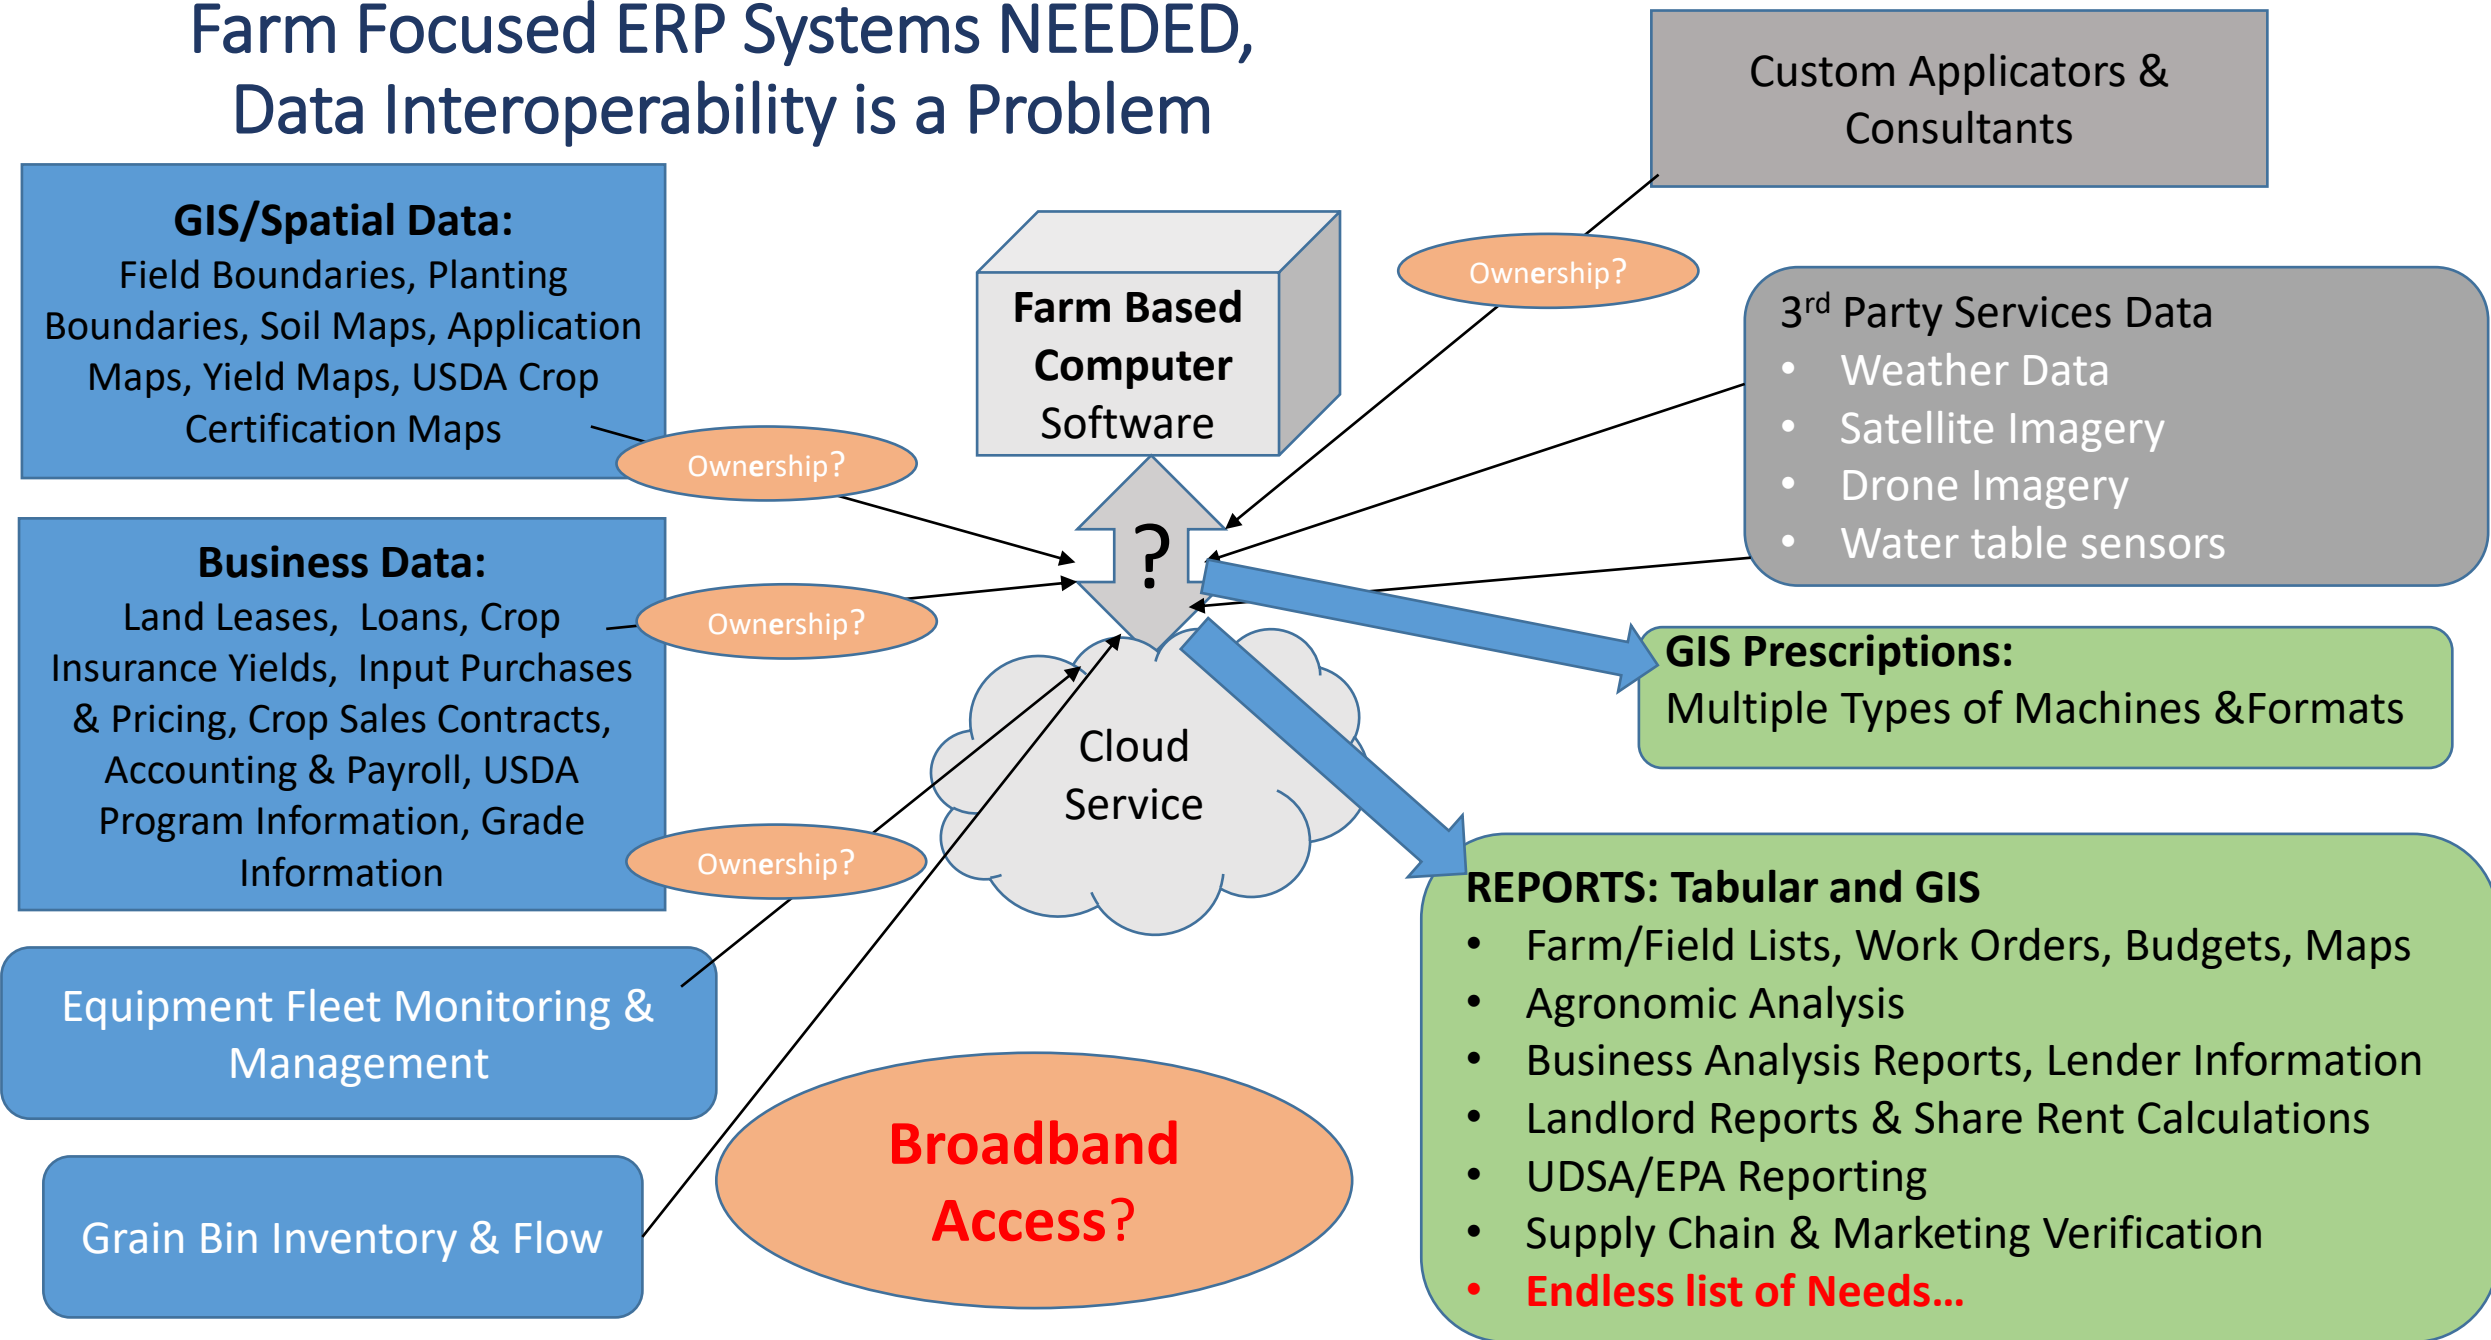 Farm Focused ERP Systems NEEDED,
Data Interoperability is a Problem
GIS/Spatial Data:
Field Boundaries, Planting
Boundaries, Soil Maps, Application
Maps, Yield Maps, USDA Crop
Certification Maps
Ownership?
Business Data:
Land Leases, Loans, Crop
Insurance Yields, Input Purchases
& Pricing, Crop Sales Contracts,
Accounting & Payroll, USDA
Program Information, Grade
Information
Ownership?
Ownership?
Equipment Fleet Monitoring &
Management
Grain Bin Inventory & Flow
Farm Based
Computer
Software
?
Cloud
Service
Broadband
Access?
Custom Applicators &
Consultants
Ownership?
3rd Party Services Data
• Weather Data
• Satellite Imagery
• Drone Imagery
• Water table sensors
GIS Prescriptions:
Multiple Types of Machines &Formats
REPORTS: Tabular and GIS
• Farm/Field Lists, Work Orders, Budgets, Maps
• Agronomic Analysis
• Business Analysis Reports, Lender Information
• Landlord Reports & Share Rent Calculations
• UDSA/EPA Reporting
• Supply Chain & Marketing Verification
• Endless list of Needs…